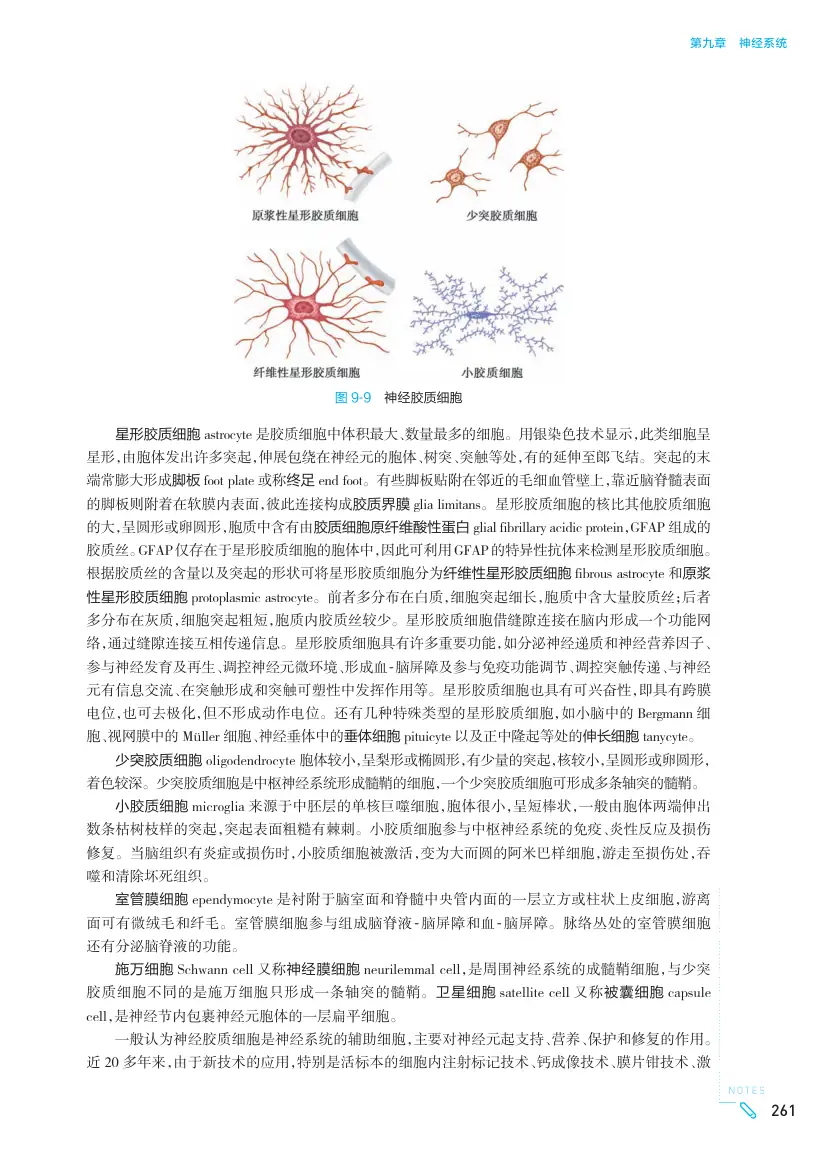 第九章 神经系统
原浆性星形胶质细胞
少突胶质细胞
纤维性星形胶质细胞
小胶质细胞
图 9-9 神经胶质细胞
星形胶质细胞 astrocyte 是胶质细胞中体积最大、数量最多的细胞。用银染色技术显示,此类细胞呈
星形,由胞体发出许多突起,伸展包绕在神经元的胞体、树突、突触等处,有的延伸至郎飞结。突起的末
端常膨大形成脚板 foot plate 或称终足 end foot。有些脚板贴附在邻近的毛细血管壁上,靠近脑脊髓表面
的脚板则附着在软膜内表面,彼此连接构成胶质界膜 glia limitans。星形胶质细胞的核比其他胶质细胞
的大,呈圆形或卵圆形,胞质中含有由胶质细胞原纤维酸性蛋白 glial fibrillary acidic protein,GFAP 组成的
胶质丝。GFAP 仅存在于星形胶质细胞的胞体中,因此可利用 GFAP 的特异性抗体来检测星形胶质细胞。
根据胶质丝的含量以及突起的形状可将星形胶质细胞分为纤维性星形胶质细胞 fibrous astrocyte 和原浆
性星形胶质细胞 protoplasmic astrocyte。前者多分布在白质,细胞突起细长,胞质中含大量胶质丝;后者
多分布在灰质,细胞突起粗短,胞质内胶质丝较少。星形胶质细胞借缝隙连接在脑内形成一个功能网
络,通过缝隙连接互相传递信息。星形胶质细胞具有许多重要功能,如分泌神经递质和神经营养因子、
参与神经发育及再生、调控神经元微环境、形成血-脑屏障及参与免疫功能调节、调控突触传递、与神经
元有信息交流、在突触形成和突触可塑性中发挥作用等。星形胶质细胞也具有可兴奋性,即具有跨膜
电位,也可去极化,但不形成动作电位。还有几种特殊类型的星形胶质细胞,如小脑中的 Bergmann 细
胞、视网膜中的 Müller 细胞、神经垂体中的垂体细胞 pituicyte 以及正中隆起等处的伸长细胞 tanycyte。
少突胶质细胞 oligodendrocyte 胞体较小,呈梨形或椭圆形,有少量的突起,核较小,呈圆形或卵圆形,
着色较深。少突胶质细胞是中枢神经系统形成髓鞘的细胞,一个少突胶质细胞可形成多条轴突的髓鞘。
小胶质细胞 microglia 来源于中胚层的单核巨噬细胞,胞体很小,呈短棒状,一般由胞体两端伸出
数条枯树枝样的突起,突起表面粗糙有棘刺。小胶质细胞参与中枢神经系统的免疫、炎性反应及损伤
修复。当脑组织有炎症或损伤时,小胶质细胞被激活,变为大而圆的阿米巴样细胞,游走至损伤处,吞
噬和清除坏死组织。
室管膜细胞 ependymocyte 是衬附于脑室面和脊髓中央管内面的一层立方或柱状上皮细胞,游离
面可有微绒毛和纤毛。室管膜细胞参与组成脑脊液-脑屏障和血-脑屏障。脉络丛处的室管膜细胞
还有分泌脑脊液的功能。
施万细胞 Schwann cell 又称神经膜细胞 neurilemmal cell,是周围神经系统的成髓鞘细胞,与少突
胶质细胞不同的是施万细胞只形成一条轴突的髓鞘。卫星细胞 satellite cell 又称被囊细胞 capsule
cell,是神经节内包裹神经元胞体的一层扁平细胞。
一般认为神经胶质细胞是神经系统的辅助细胞,主要对神经元起支持、营养、保护和修复的作用。
近 20 多年来,由于新技术的应用,特别是活标本的细胞内注射标记技术、钙成像技术、膜片钳技术、激
NOTES
261